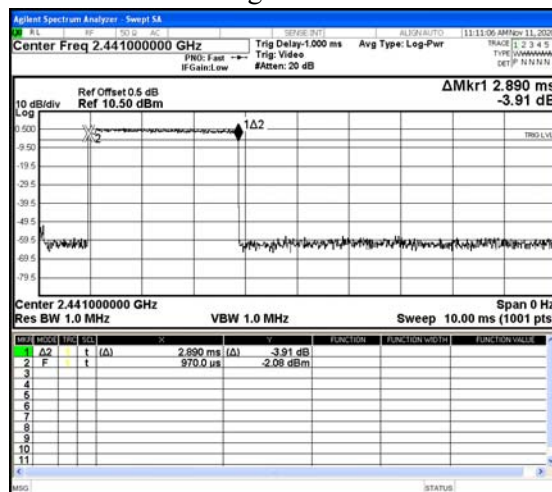 Agilent Spectrum Analyzer - Swept SA
RL RF 50 Ω AC SENSE:INT ALIGN AUTO 11:11:06 AM Nov 11, 2020
Center Freq 2.441000000 GHz
PNO: Fast
IFGain:Low
Trig Delay-1.000 ms
Trig: Video
#Atten: 20 dB
Avg Type: Log-Pwr
TRACE 1 2 3 4 5
TYPE
DET P N N N N
ΔMkr1 2.890 ms
-3.91 dB
Ref Offset 0.5 dB
10 dB/div Ref 10.50 dBm
Log
0.500
-9.50
-19.5
-29.5
-39.5
-49.5
-59.5
-69.5
-79.5
1Δ2
2
TRIG LVL
Center 2.441000000 GHz Span 0 Hz
Res BW 1.0 MHz VBW 1.0 MHz Sweep 10.00 ms (1001 pts)
MKR MODE TRC SCL X Y FUNCTION FUNCTION WIDTH FUNCTION VALUE
1 Δ2 t (Δ) 2.890 ms (Δ) -3.91 dB
2 F t 970.0 us -2.08 dBm
3
4
5
6
7
8
9
10
11
MSG STATUS